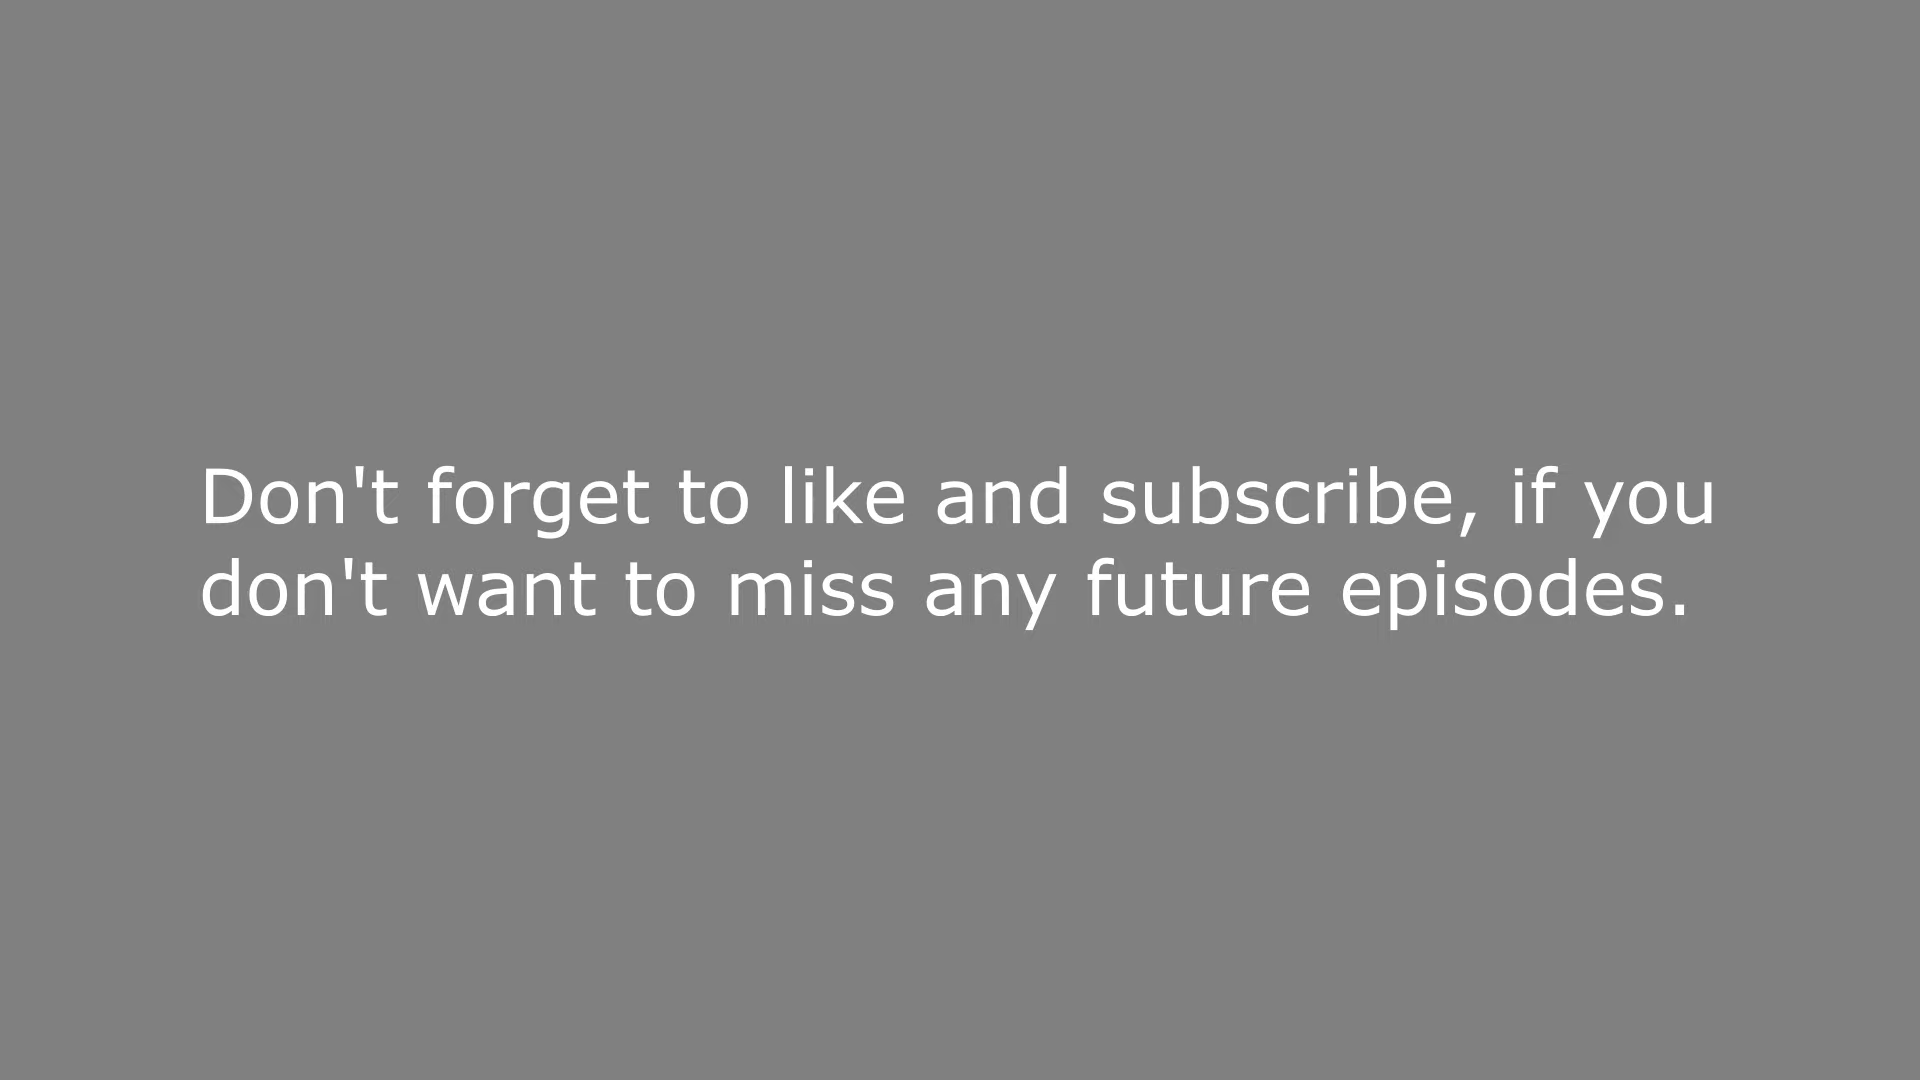 Don't forget to like and subscribe, if you
don't want to miss any future episodes.